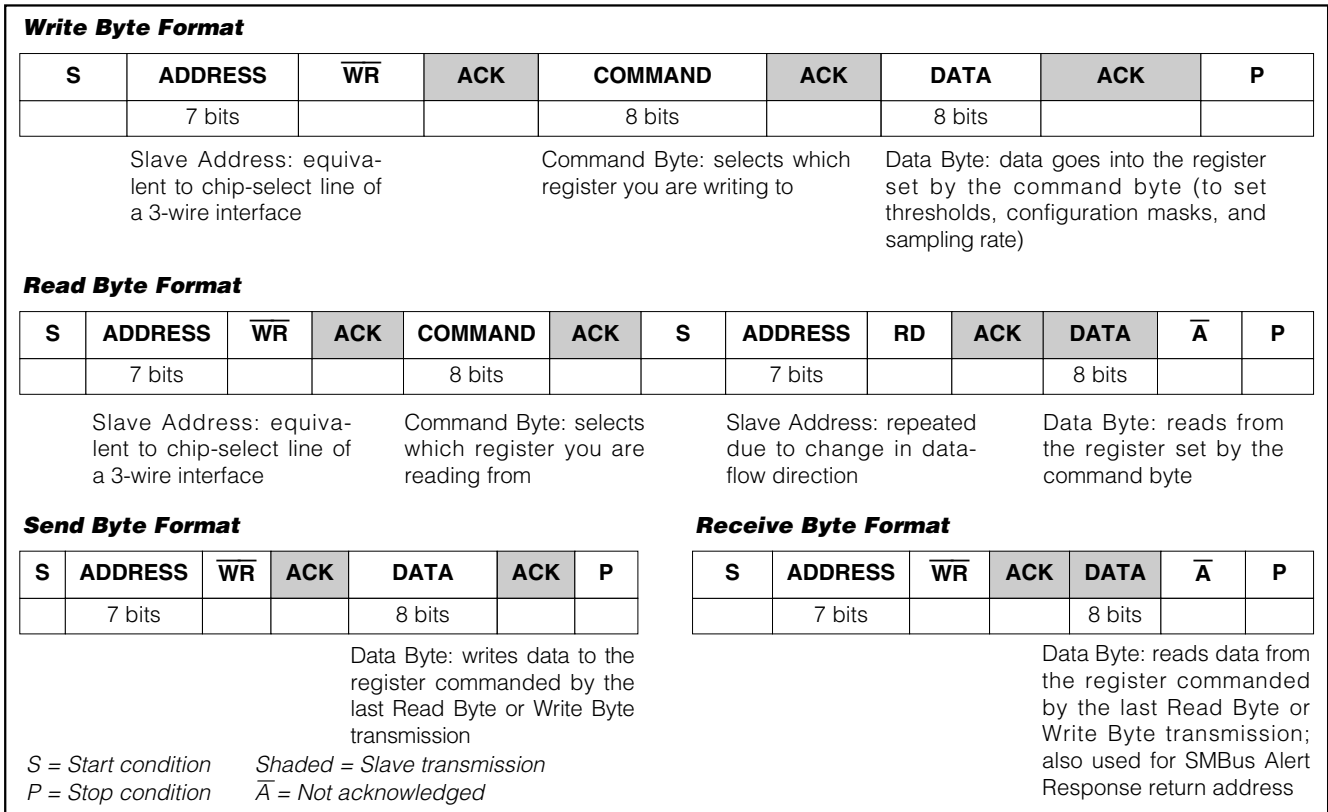 Write Byte Format
S ADDRESS W̅R̅ ACK COMMAND ACK DATA ACK P
7 bits 8 bits 8 bits
Slave Address: equiva-
lent to chip-select line of
a 3-wire interface
Command Byte: selects which
register you are writing to
Data Byte: data goes into the register
set by the command byte (to set
thresholds, configuration masks, and
sampling rate)
Read Byte Format
S ADDRESS W̅R̅ ACK COMMAND ACK S ADDRESS RD ACK DATA A̅ P
7 bits 8 bits 7 bits 8 bits
Slave Address: equiva-
lent to chip-select line of
a 3-wire interface
Command Byte: selects
which register you are
reading from
Slave Address: repeated
due to change in data-
flow direction
Data Byte: reads from
the register set by the
command byte
Send Byte Format
S ADDRESS W̅R̅ ACK DATA ACK P
7 bits 8 bits
Data Byte: writes data to the
register commanded by the
last Read Byte or Write Byte
transmission
Receive Byte Format
S ADDRESS W̅R̅ ACK DATA A̅ P
7 bits 8 bits
Data Byte: reads data from
the register commanded
by the last Read Byte or
Write Byte transmission;
also used for SMBus Alert
Response return address
S = Start condition Shaded = Slave transmission
P = Stop condition A̅ = Not acknowledged